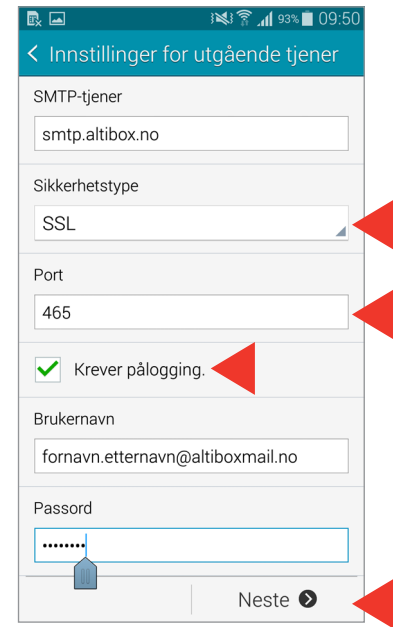 93% 09:50
Innstillinger for utgående tjener
SMTP-tjener
smtp.altibox.no
Sikkerhetstype
SSL
Port
465
Krever pålogging.
Brukernavn
fornavn.etternavn@altiboxmail.no
Passord
••••••••
Neste